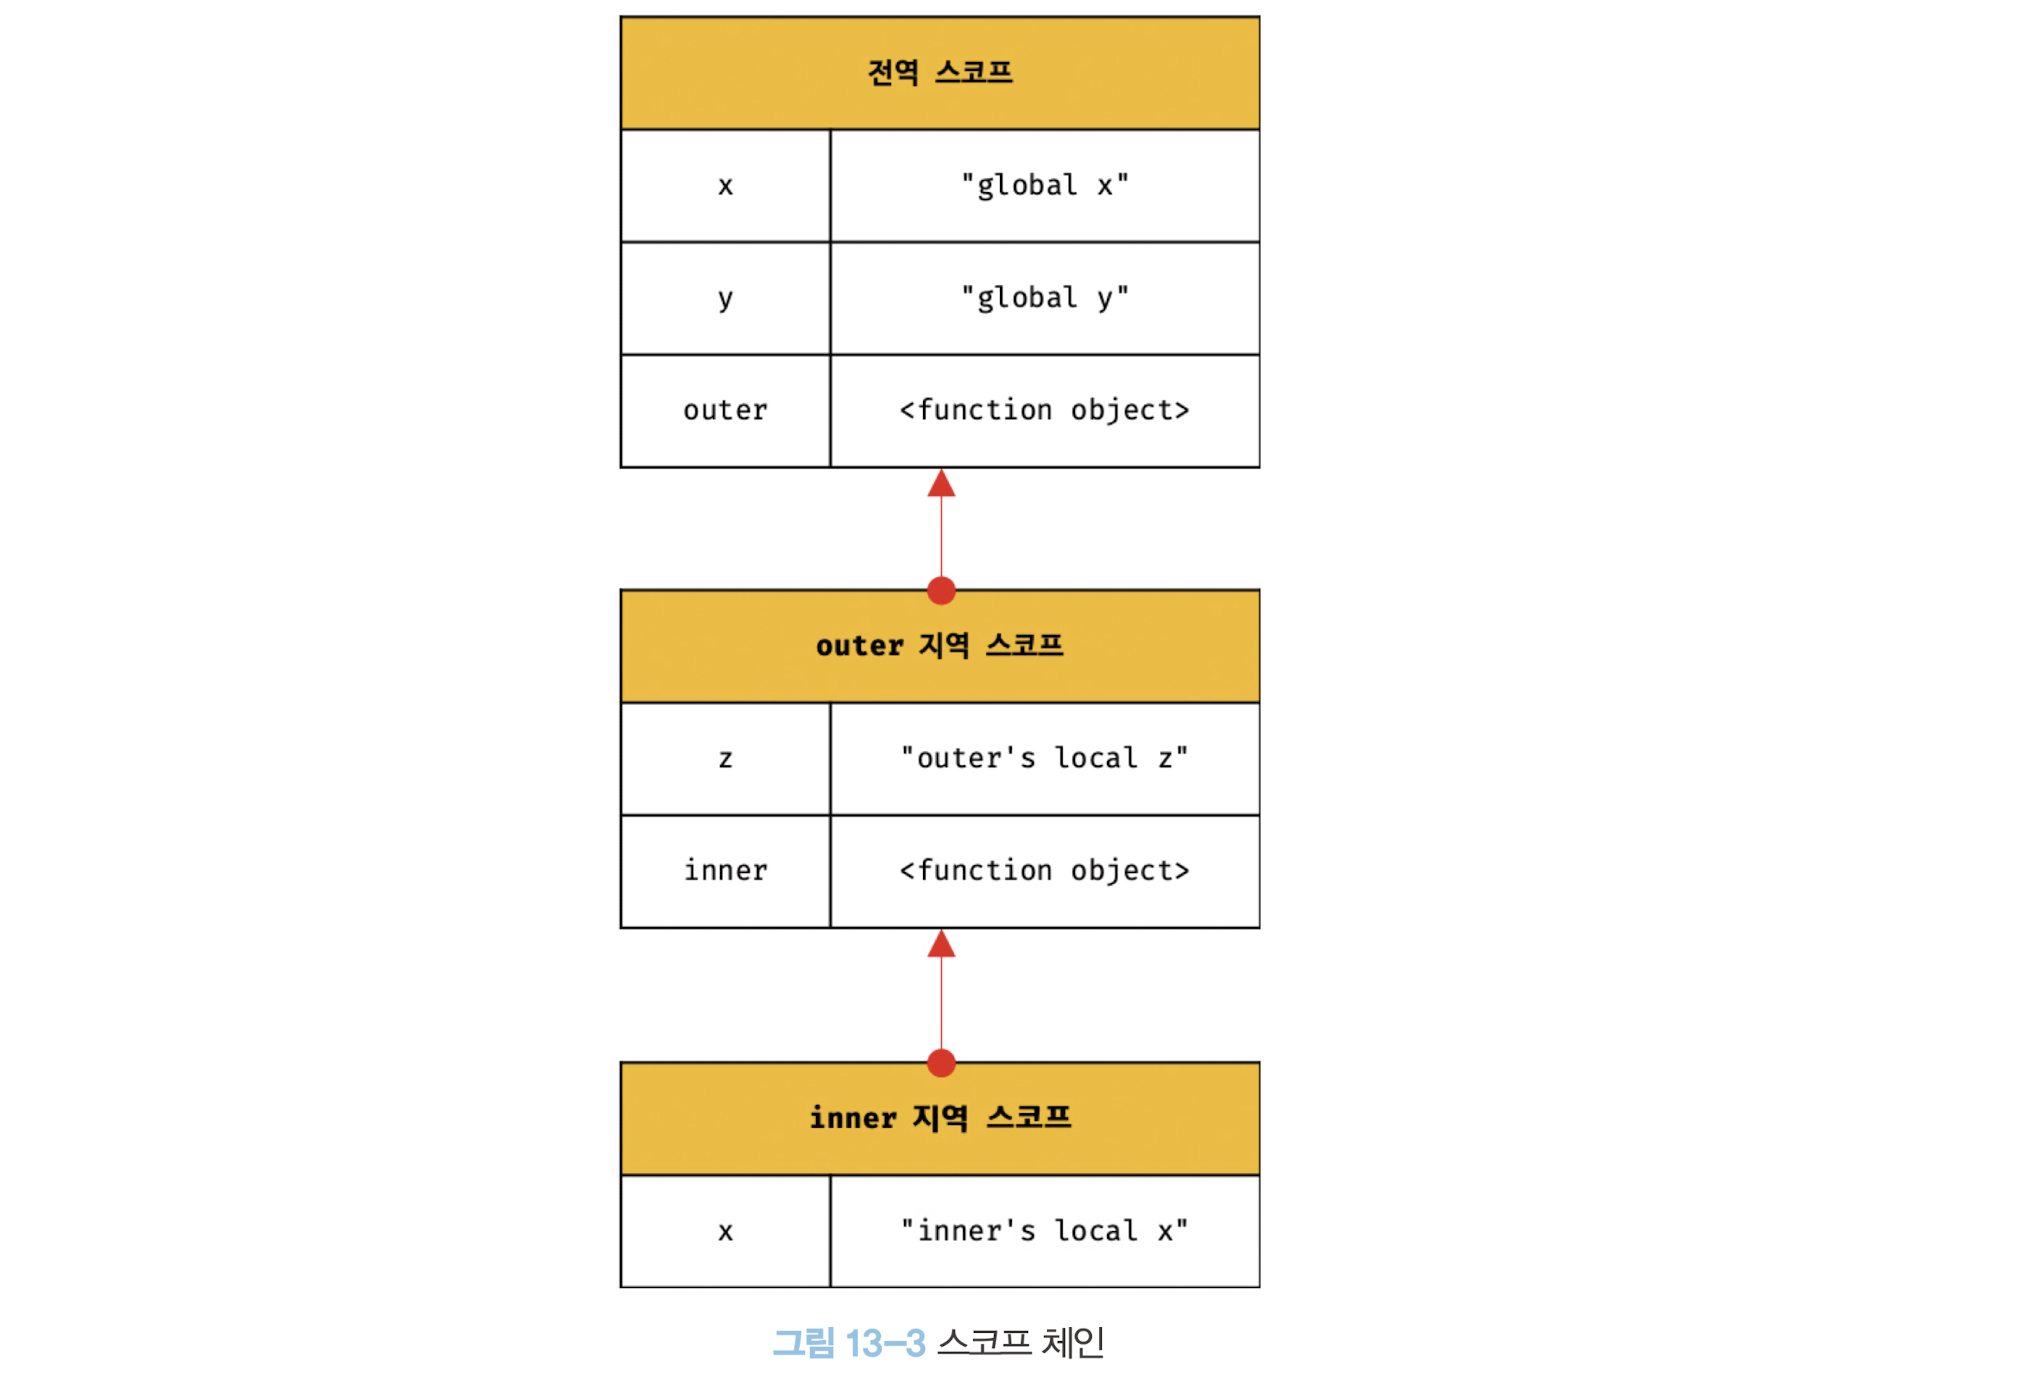 전역 스코프
x "global x"
y "global y"
outer <function object>
outer 지역 스코프
z "outer's local z"
inner <function object>
inner 지역 스코프
x "inner's local x"
그림 13-3 스코프 체인